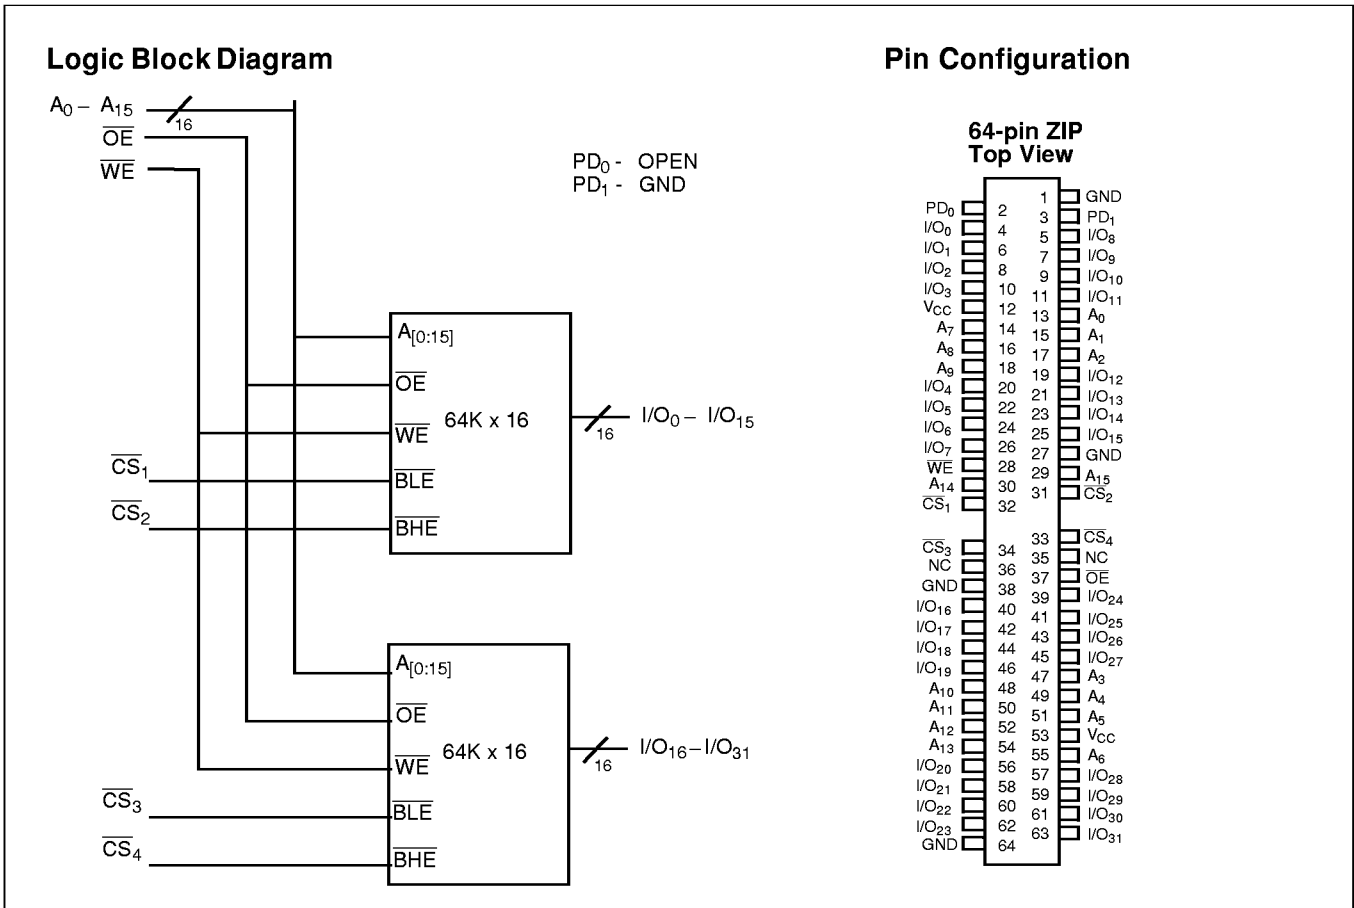 Logic Block Diagram
A0 – A15
16
OE
WE
PD0 - OPEN
PD1 - GND
A[0:15]
OE
64K x 16
WE
BLE
BHE
16
I/O0 – I/O15
CS1
CS2
A[0:15]
OE
64K x 16
WE
BLE
BHE
16
I/O16–I/O31
CS3
CS4
Pin Configuration
64-pin ZIP
Top View
1 GND
PD0 2
3 PD1
I/O0 4
5 I/O8
I/O1 6
7 I/O9
I/O2 8
9 I/O10
I/O3 10
11 I/O11
VCC 12
13 A0
A7 14
15 A1
A8 16
17 A2
A9 18
19 I/O12
I/O4 20
21 I/O13
I/O5 22
23 I/O14
I/O6 24
25 I/O15
I/O7 26
27 GND
WE 28
29 A15
A14 30
31 CS2
CS1 32
33 CS4
CS3 34
35 NC
NC 36
37 OE
GND 38
39 I/O24
I/O16 40
41 I/O25
I/O17 42
43 I/O26
I/O18 44
45 I/O27
I/O19 46
47 A3
A10 48
49 A4
A11 50
51 A5
A12 52
53 VCC
A13 54
55 A6
I/O20 56
57 I/O28
I/O21 58
59 I/O29
I/O22 60
61 I/O30
I/O23 62
63 I/O31
GND 64